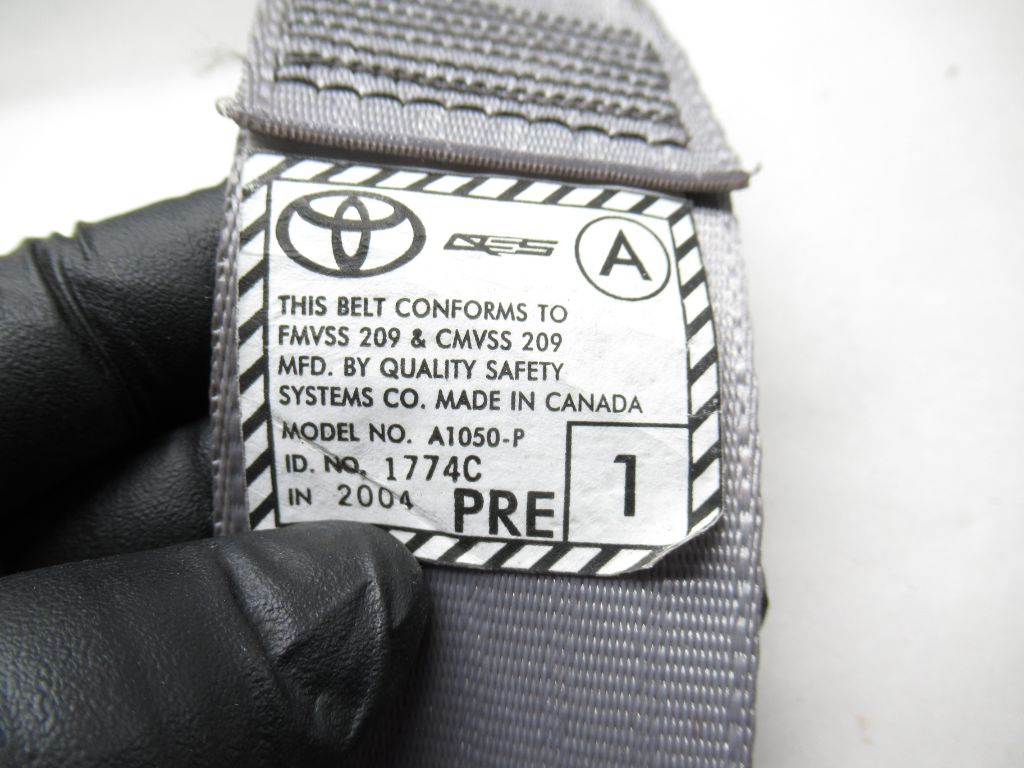 QSS A
THIS BELT CONFORMS TO
FMVSS 209 & CMVSS 209
MFD. BY QUALITY SAFETY
SYSTEMS CO. MADE IN CANADA
MODEL NO. A1050-P
ID. NO. 1774C
IN 2004 PRE 1